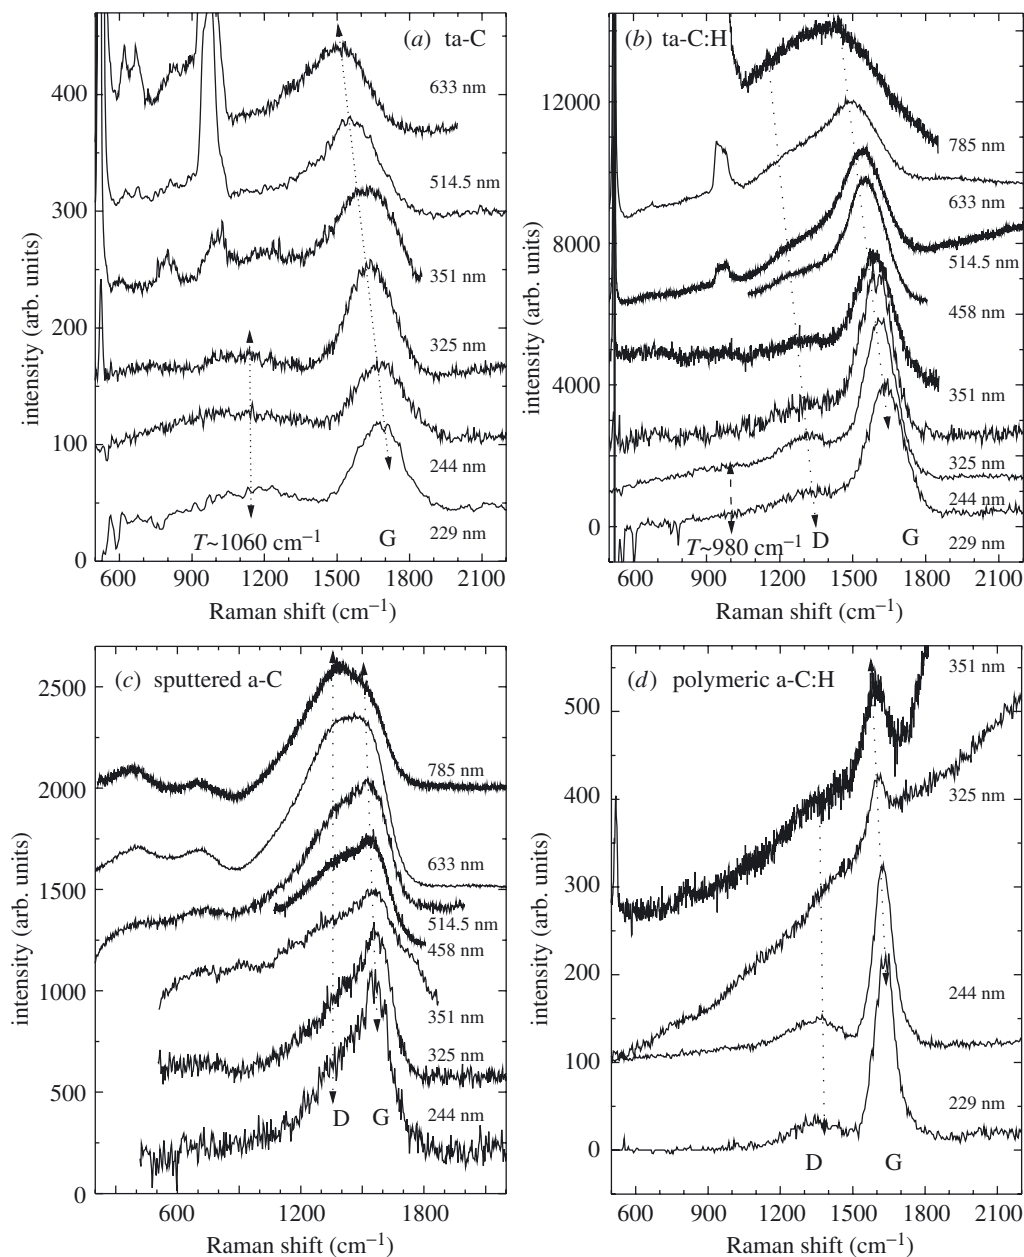 (a) ta-C
400
300
200
100
0
intensity (arb. units)
633 nm
514.5 nm
351 nm
325 nm
244 nm
229 nm
T~1060 cm–1
G
600 900 1200 1500 1800 2100
Raman shift (cm–1)
(b) ta-C:H
12000
8000
4000
0
intensity (arb. units)
785 nm
633 nm
514.5 nm
458 nm
351 nm
325 nm
244 nm
229 nm
T~980 cm–1
D
G
600 900 1200 1500 1800 2100
Raman shift (cm–1)
(c) sputtered a-C
2500
2000
1500
1000
500
0
intensity (arb. units)
785 nm
633 nm
514.5 nm
458 nm
351 nm
325 nm
244 nm
D
G
600 1200 1800
Raman shift (cm–1)
(d) polymeric a-C:H
500
400
300
200
100
0
intensity (arb. units)
351 nm
325 nm
244 nm
229 nm
D
G
600 900 1200 1500 1800 2100
Raman shift (cm–1)